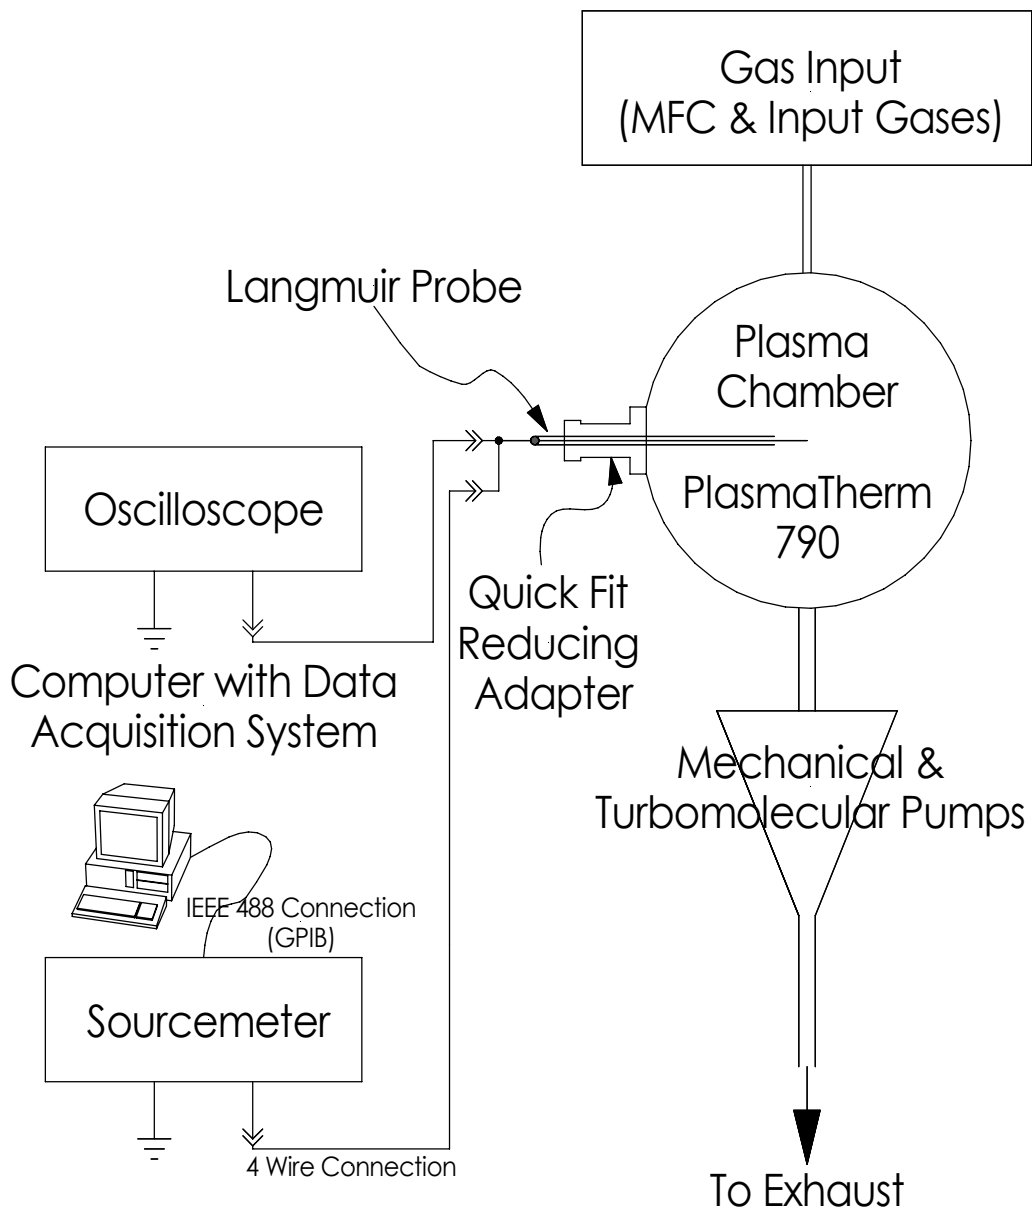 Gas Input
(MFC & Input Gases)
Langmuir Probe
Plasma
Chamber
PlasmaTherm
790
Oscilloscope
Quick Fit
Reducing
Adapter
Computer with Data
Acquisition System
Mechanical &
Turbomolecular Pumps
IEEE 488 Connection
(GPIB)
Sourcemeter
4 Wire Connection
To Exhaust